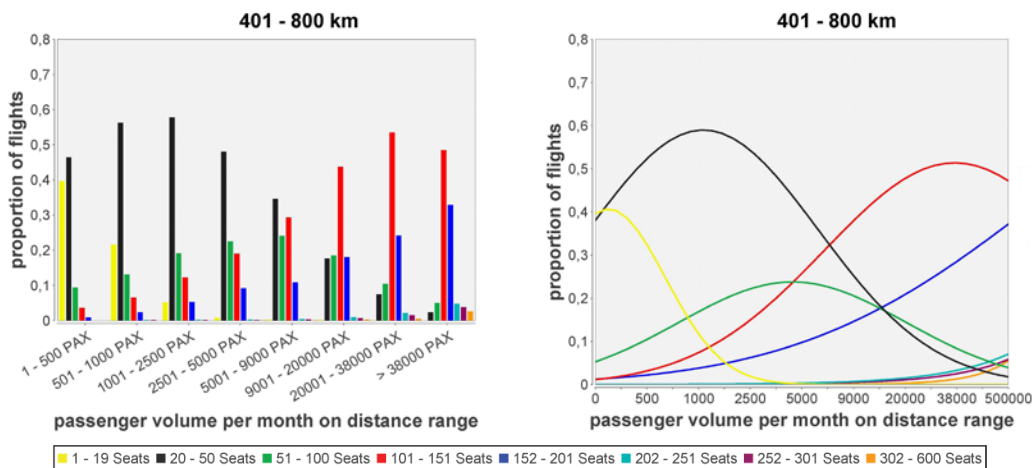 401 - 800 km
proportion of flights
0,8
0,7
0,6
0,5
0,4
0,3
0,2
0,1
0
1 - 500 PAX
501 - 1000 PAX
1001 - 2500 PAX
2501 - 5000 PAX
5001 - 9000 PAX
9001 - 20000 PAX
20001 - 38000 PAX
> 38000 PAX
passenger volume per month on distance range
401 - 800 km
proportion of flights
0,8
0,7
0,6
0,5
0,4
0,3
0,2
0,1
0
0 500 1000 2500 5000 9000 20000 38000 500000
passenger volume per month on distance range
1 - 19 Seats 20 - 50 Seats 51 - 100 Seats 101 - 151 Seats 152 - 201 Seats 202 - 251 Seats 252 - 301 Seats 302 - 600 Seats